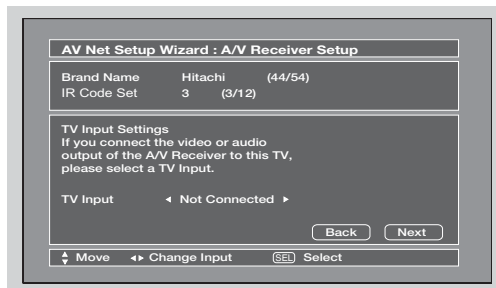 AV Net Setup Wizard : A/V Receiver Setup
Brand Name Hitachi (44/54)
IR Code Set 3 (3/12)
TV Input Settings
If you connect the video or audio
output of the A/V Receiver to this TV,
please select a TV Input.
TV Input ◄ Not Connected ►
Back Next
▲▼ Move ◄► Change Input SEL Select